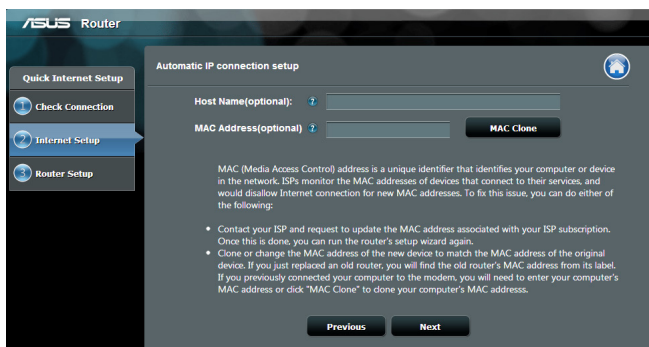 ASUS Router
Quick Internet Setup
1 Check Connection
2 Internet Setup
3 Router Setup
Automatic IP connection setup
Host Name(optional): ?
MAC Address(optional) ? MAC Clone
MAC (Media Access Control) address is a unique identifier that identifies your computer or device
in the network. ISPs monitor the MAC addresses of devices that connect to their services, and
would disallow Internet connection for new MAC addresses. To fix this issue, you can do either of
the following:
• Contact your ISP and request to update the MAC address associated with your ISP subscription.
Once this is done, you can run the router's setup wizard again.
• Clone or change the MAC address of the new device to match the MAC address of the original
device. If you just replaced an old router, you will find the old router's MAC address from its label.
If you previously connected your computer to the modem, you will need to enter your computer's
MAC address or click "MAC Clone" to clone your computer's MAC addresss.
Previous Next